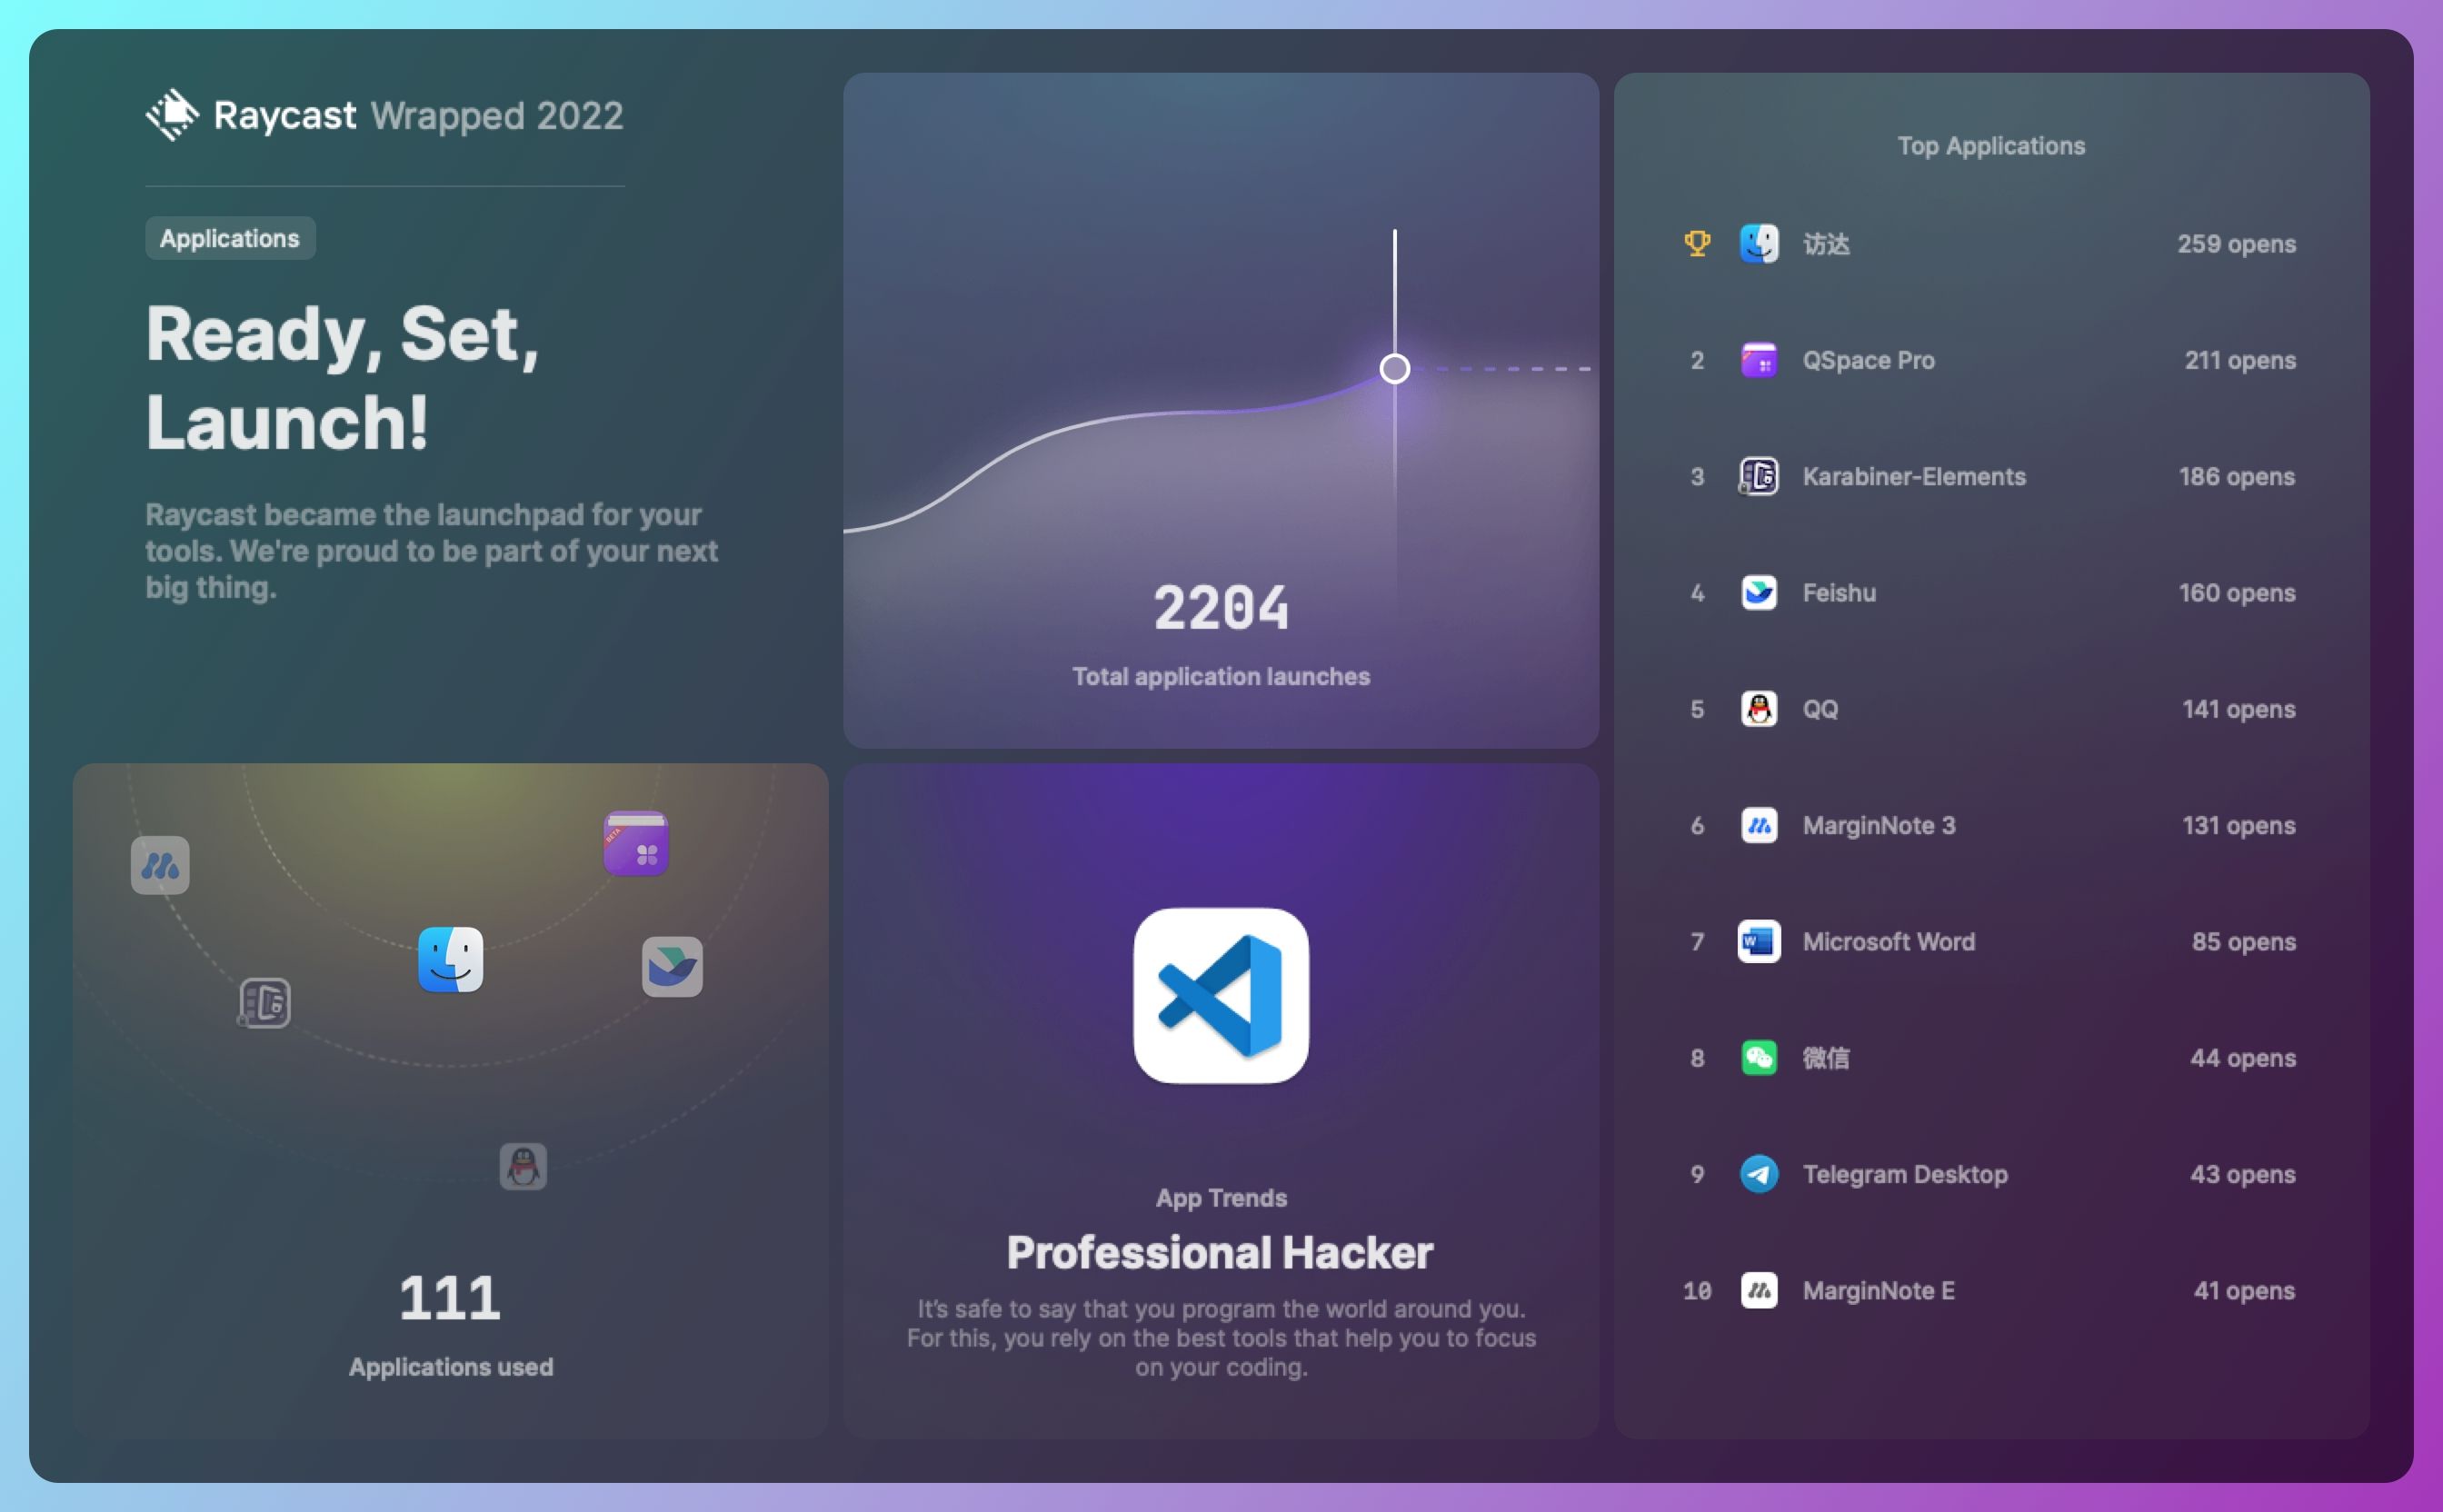 Raycast Wrapped 2022
Applications
Ready, Set,
Launch!
Raycast became the launchpad for your
tools. We're proud to be part of your next
big thing.
2204
Total application launches
BETA
111
Applications used
App Trends
Professional Hacker
It’s safe to say that you program the world around you.
For this, you rely on the best tools that help you to focus
on your coding.
Top Applications
访达 259 opens
2 QSpace Pro 211 opens
3 Karabiner-Elements 186 opens
4 Feishu 160 opens
5 QQ 141 opens
6 MarginNote 3 131 opens
7 W Microsoft Word 85 opens
8 微信 44 opens
9 Telegram Desktop 43 opens
10 MarginNote E 41 opens